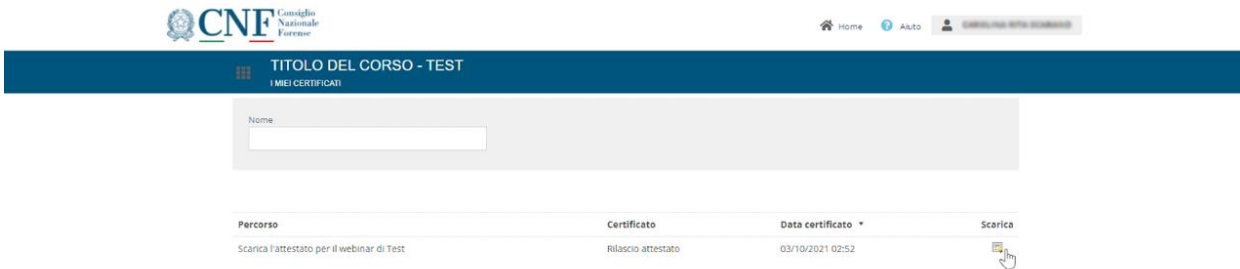 CNF Consiglio
Nazionale
Forense
Home Aiuto
TITOLO DEL CORSO - TEST
I MIEI CERTIFICATI
Nome
Percorso Certificato Data certificato Scarica
Scarica l'attestato per il webinar di Test Rilascio attestato 03/10/2021 02:52